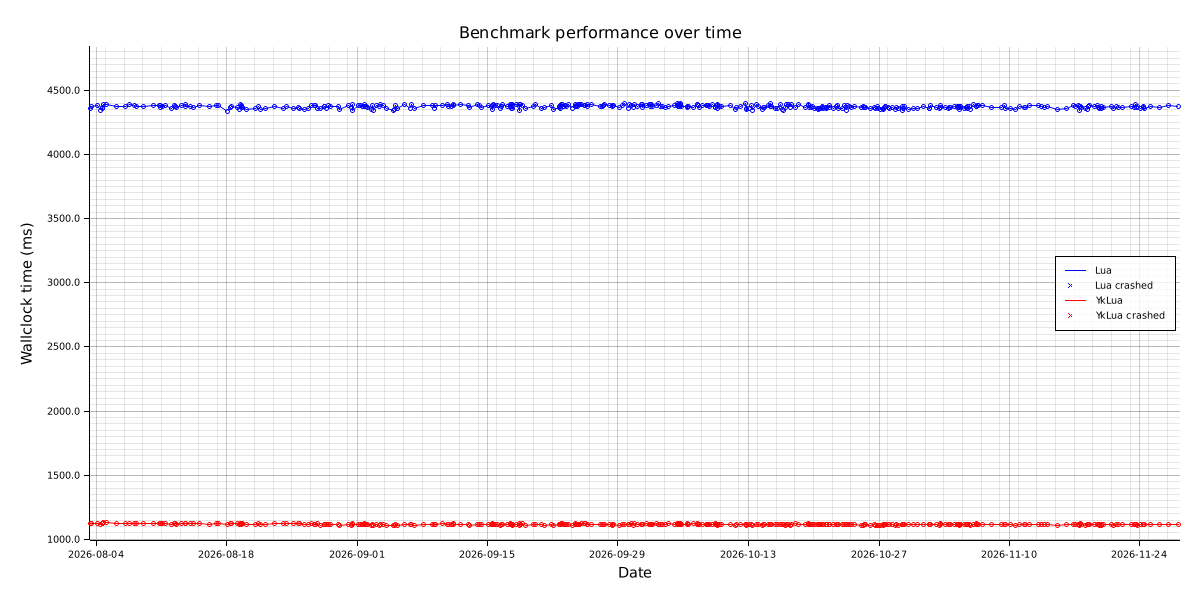 Benchmark performance over time
Wallclock time (ms)
4500.0
4000.0
3500.0
3000.0
2500.0
2000.0
1500.0
1000.0
Lua
Lua crashed
YkLua
YkLua crashed
2026-08-04 2026-08-18 2026-09-01 2026-09-15 2026-09-29 2026-10-13 2026-10-27 2026-11-10 2026-11-24
Date